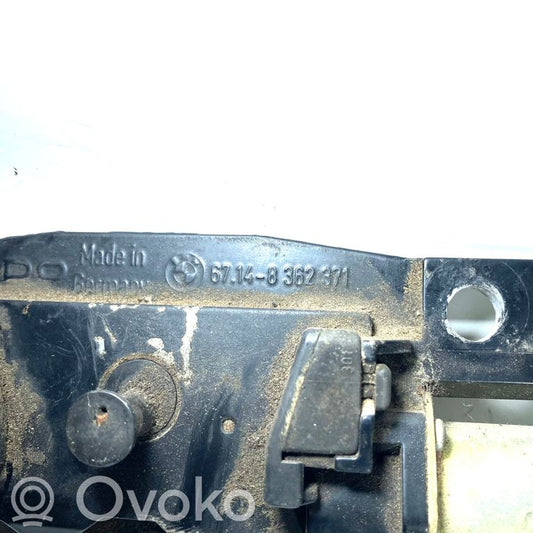 Made in
Germany
67.14-8 362 371
Ovoko